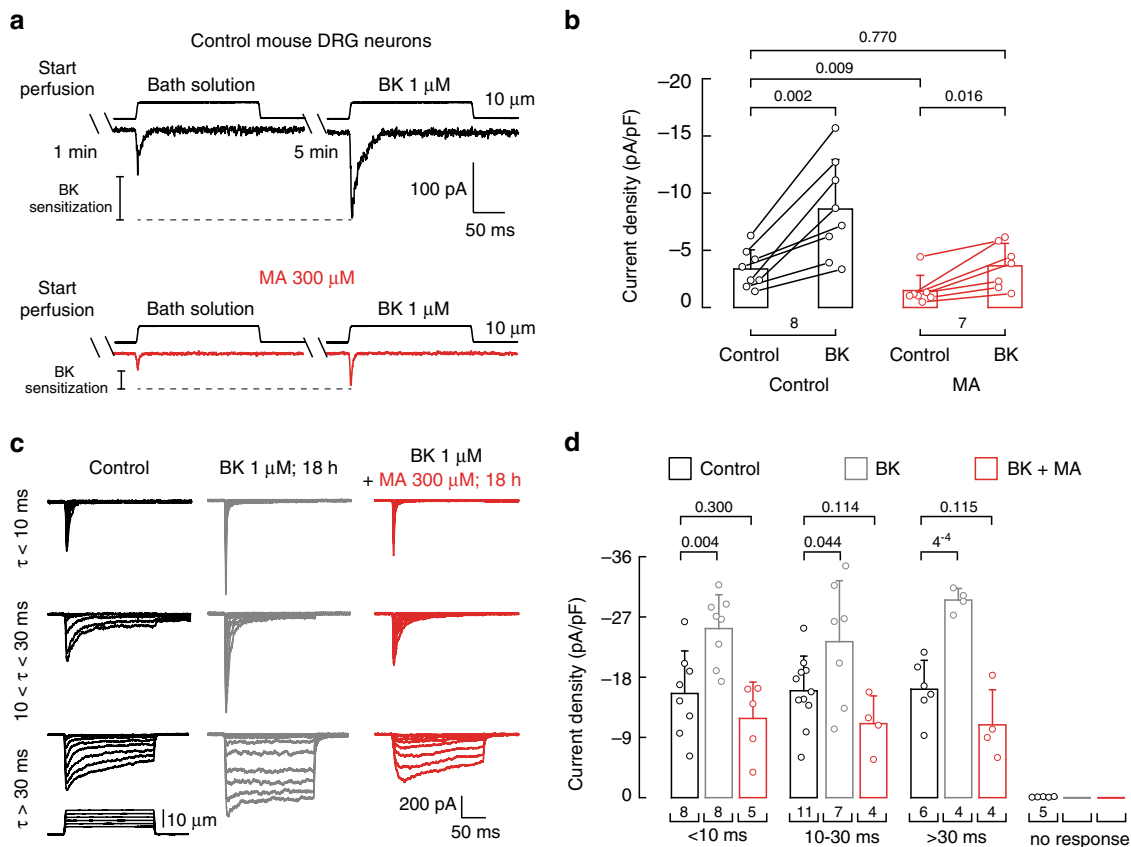 a
Control mouse DRG neurons
Start perfusion
Bath solution
BK 1 μM
10 μm
1 min
5 min
BK sensitization
100 pA
50 ms
MA 300 μM
Start perfusion
Bath solution
BK 1 μM
10 μm
BK sensitization
b
0.770
0.009
0.002
0.016
Current density (pA/pF)
−20
−15
−10
−5
0
8
7
Control
BK
Control
BK
Control
MA
c
Control
BK 1 μM; 18 h
BK 1 μM
+ MA 300 μM; 18 h
τ < 10 ms
10 < τ < 30 ms
τ > 30 ms
10 μm
200 pA
50 ms
d
Control
BK
BK + MA
0.300
0.114
0.115
0.004
0.044
4-4
Current density (pA/pF)
−36
−27
−18
−9
0
8 8 5
11 7 4
6 4 4
5
<10 ms
10-30 ms
>30 ms
no response